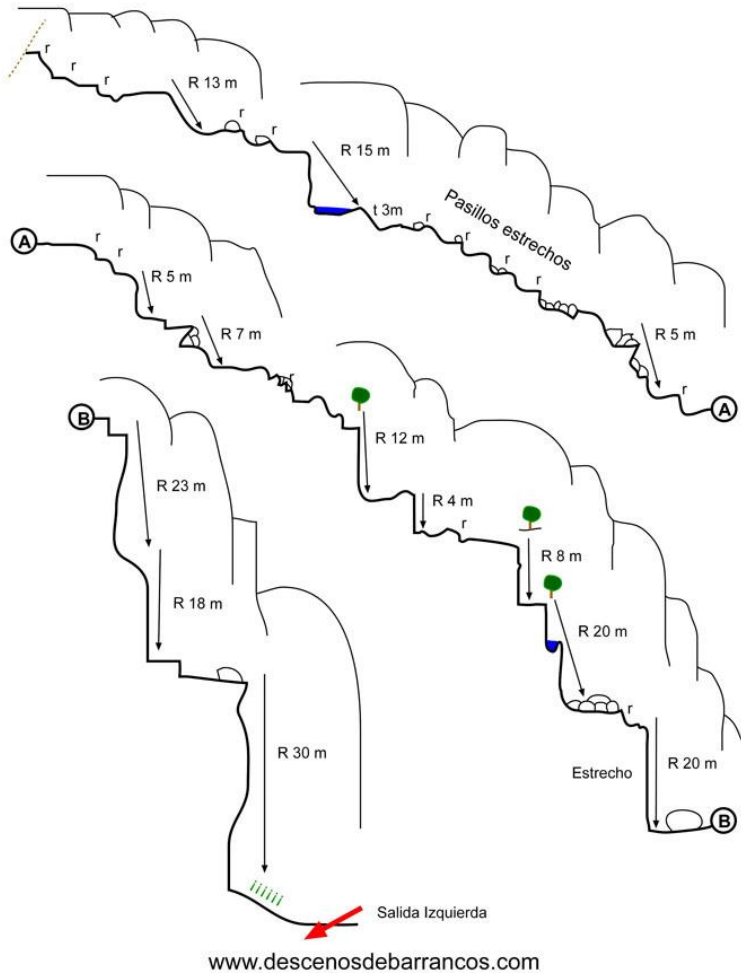 r
r
r
R 13 m
r
r
R 15 m
t 3m
Pasillos estrechos
r
r
r
r
R 5 m
r
A
A
r
r
R 5 m
R 7 m
r
R 12 m
R 4 m
r
R 8 m
R 20 m
r
Estrecho
R 20 m
B
B
R 23 m
R 18 m
R 30 m
Salida Izquierda
www.descenosdebarrancos.com